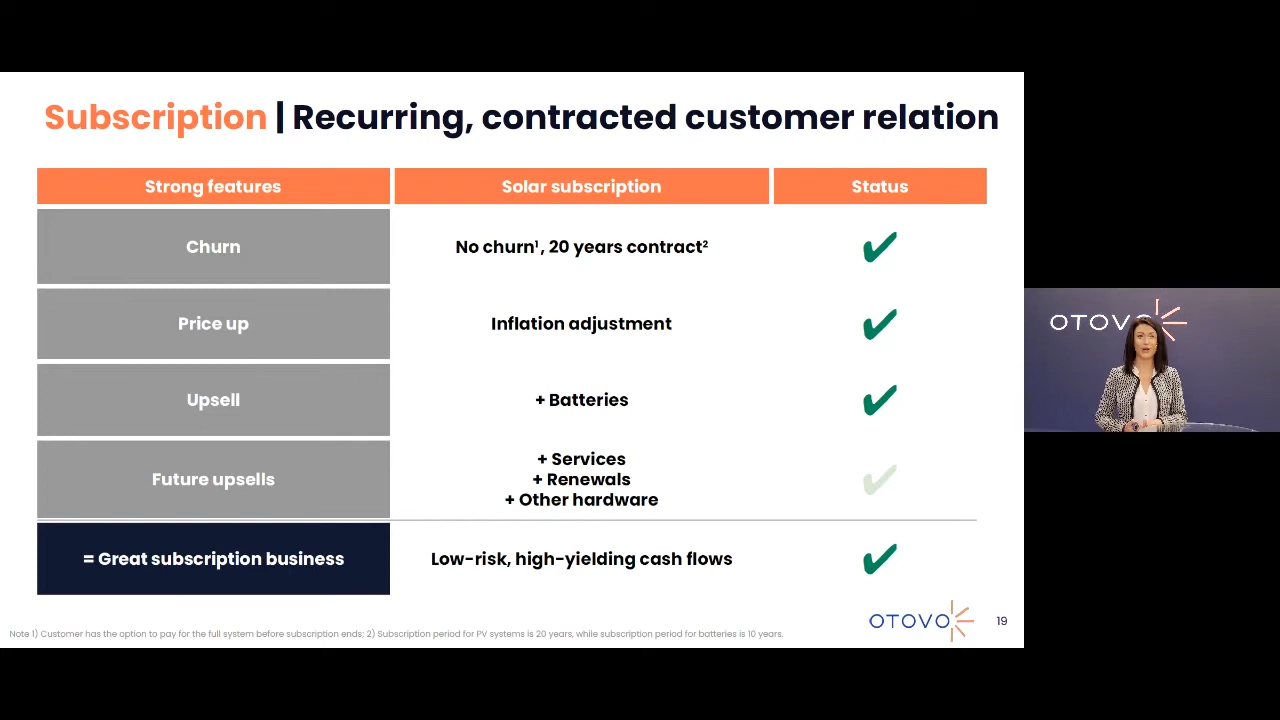 Subscription | Recurring, contracted customer relation
Strong features
Solar subscription
Status
Churn
No churn¹, 20 years contract²
Price up
Inflation adjustment
Upsell
+ Batteries
Future upsells
+ Services
+ Renewals
+ Other hardware
= Great subscription business
Low-risk, high-yielding cash flows
Note 1) Customer has the option to pay for the full system before subscription ends; 2) Subscription period for PV systems is 20 years, while subscription period for batteries is 10 years.
OTOVO
19
OTOVO